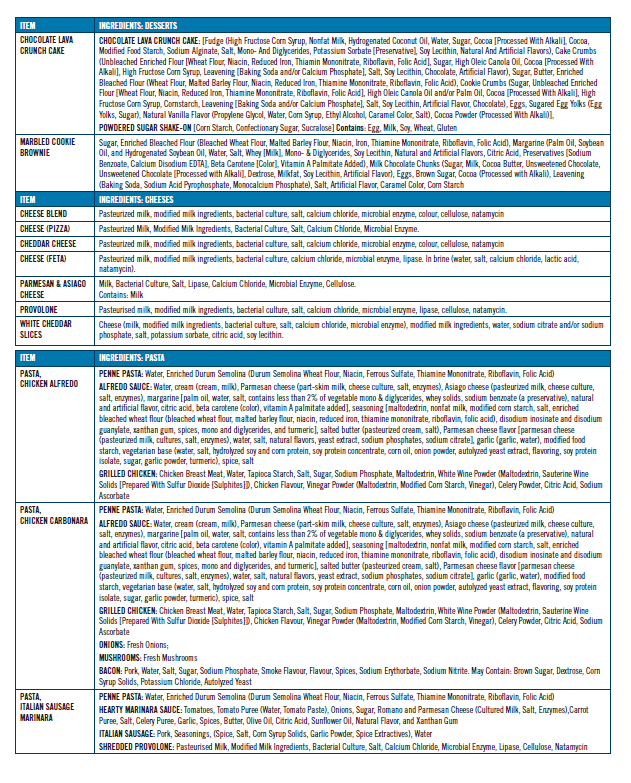 ITEM INGREDIENTS: DESSERTS
CHOCOLATE LAVA CRUNCH CAKE
CHOCOLATE LAVA CRUNCH CAKE: [Fudge (High Fructose Corn Syrup, Nonfat Milk, Hydrogenated Coconut Oil, Water, Sugar, Cocoa [Processed With Alkali], Cocoa,
Modified Food Starch, Sodium Alginate, Salt, Mono- And Diglycerides, Potassium Sorbate [Preservative], Soy Lecithin, Natural And Artificial Flavors), Cake Crumbs
(Unbleached Enriched Flour [Wheat Flour, Niacin, Reduced Iron, Thiamin Mononitrate, Riboflavin, Folic Acid], Sugar, High Oleic Canola Oil, Cocoa [Processed With
Alkali], High Fructose Corn Syrup, Leavening [Baking Soda and/or Calcium Phosphate], Salt, Soy Lecithin, Chocolate, Artificial Flavor), Sugar, Butter, Enriched
Bleached Flour (Wheat Flour, Malted Barley Flour, Niacin, Reduced Iron, Thiamine Mononitrate, Riboflavin, Folic Acid), Cookie Crumbs (Sugar, Unbleached Enriched
Flour [Wheat Flour, Niacin, Reduced Iron, Thiamine Mononitrate, Riboflavin, Folic Acid], High Oleic Canola Oil and/or Palm Oil, Cocoa [Processed With Alkali], High
Fructose Corn Syrup, Cornstarch, Leavening [Baking Soda and/or Calcium Phosphate], Salt, Soy Lecithin, Artificial Flavor, Chocolate), Eggs, Sugared Egg Yolks (Egg
Yolks, Sugar), Natural Vanilla Flavor (Propylene Glycol, Water, Corn Syrup, Ethyl Alcohol, Caramel Color, Salt), Cocoa Powder (Processed With Alkali)],
POWDERED SUGAR SHAKE-ON [Corn Starch, Confectionary Sugar, Sucralose] Contains: Egg, Milk, Soy, Wheat, Gluten
MARBLED COOKIE BROWNIE
Sugar, Enriched Bleached Flour (Bleached Wheat Flour, Malted Barley Flour, Niacin, Iron, Thiamine Mononitrate, Riboflavin, Folic Acid), Margarine (Palm Oil, Soybean
Oil, and Hydrogenated Soybean Oil, Water, Salt, Whey [Milk], Mono- & Diglycerides, Soy Lecithin, Natural and Artificial Flavors, Citric Acid, Preservatives [Sodium
Benzoate, Calcium Disodium EDTA], Beta Carotene [Color], Vitamin A Palmitate Added), Milk Chocolate Chunks (Sugar, Milk, Cocoa Butter, Unsweetened Chocolate,
Unsweetened Chocolate [Processed with Alkali], Dextrose, Milkfat, Soy Lecithin, Artificial Flavor), Eggs, Brown Sugar, Cocoa (Processed with Alkali), Leavening
(Baking Soda, Sodium Acid Pyrophosphate, Monocalcium Phosphate), Salt, Artificial Flavor, Caramel Color, Corn Starch
ITEM INGREDIENTS: CHEESES
CHEESE BLEND Pasteurized milk, modified milk ingredients, bacterial culture, salt, calcium chloride, microbial enzyme, colour, cellulose, natamycin
CHEESE (PIZZA) Pasteurized Milk, Modified Milk Ingredients, Bacterial Culture, Salt, Calcium Chloride, Microbial Enzyme.
CHEDDAR CHEESE Pasteurized milk, modified milk ingredients, bacterial culture, salt, calcium chloride, microbial enzyme, colour, cellulose, natamycin
CHEESE (FETA) Pasteurized milk, modified milk ingredients, bacterial culture, calcium chloride, microbial enzyme, lipase. In brine (water, salt, calcium chloride, lactic acid,
natamycin).
PARMESAN & ASIAGO CHEESE
Milk, Bacterial Culture, Salt, Lipase, Calcium Chloride, Microbial Enzyme, Cellulose.
Contains: Milk
PROVOLONE Pasteurised milk, modified milk ingredients, bacterial culture, salt, calcium chloride, microbial enzyme, lipase, cellulose, natamycin.
WHITE CHEDDAR SLICES
Cheese (milk, modified milk ingredients, bacterial culture, salt, calcium chloride, microbial enzyme), modified milk ingredients, water, sodium citrate and/or sodium
phosphate, salt, potassium sorbate, citric acid, soy lecithin.
ITEM INGREDIENTS: PASTA
PASTA, CHICKEN ALFREDO
PENNE PASTA: Water, Enriched Durum Semolina (Durum Semolina Wheat Flour, Niacin, Ferrous Sulfate, Thiamine Mononitrate, Riboflavin, Folic Acid)
ALFREDO SAUCE: Water, cream (cream, milk), Parmesan cheese (part-skim milk, cheese culture, salt, enzymes), Asiago cheese (pasteurized milk, cheese culture,
salt, enzymes), margarine [palm oil, water, salt, contains less than 2% of vegetable mono & diglycerides, whey solids, sodium benzoate (a preservative), natural
and artificial flavor, citric acid, beta carotene (color), vitamin A palmitate added], seasoning [maltodextrin, nonfat milk, modified corn starch, salt, enriched
bleached wheat flour (bleached wheat flour, malted barley flour, niacin, reduced iron, thiamine mononitrate, riboflavin, folic acid), disodium inosinate and disodium
guanylate, xanthan gum, spices, mono and diglycerides, and turmeric], salted butter (pasteurized cream, salt), Parmesan cheese flavor [parmesan cheese
(pasteurized milk, cultures, salt, enzymes), water, salt, natural flavors, yeast extract, sodium phosphates, sodium citrate], garlic (garlic, water), modified food
starch, vegetarian base (water, salt, hydrolyzed soy and corn protein, soy protein concentrate, corn oil, onion powder, autolyzed yeast extract, flavoring, soy protein
isolate, sugar, garlic powder, turmeric), spice, salt
GRILLED CHICKEN: Chicken Breast Meat, Water, Tapioca Starch, Salt, Sugar, Sodium Phosphate, Maltodextrin, White Wine Powder (Maltodextrin, Sauterine Wine
Solids [Prepared With Sulfur Dioxide [Sulphites]]), Chicken Flavour, Vinegar Powder (Maltodextrin, Modified Corn Starch, Vinegar), Celery Powder, Citric Acid, Sodium
Ascorbate
PASTA, CHICKEN CARBONARA
PENNE PASTA: Water, Enriched Durum Semolina (Durum Semolina Wheat Flour, Niacin, Ferrous Sulfate, Thiamine Mononitrate, Riboflavin, Folic Acid)
ALFREDO SAUCE: Water, cream (cream, milk), Parmesan cheese (part-skim milk, cheese culture, salt, enzymes), Asiago cheese (pasteurized milk, cheese culture,
salt, enzymes), margarine [palm oil, water, salt, contains less than 2% of vegetable mono & diglycerides, whey solids, sodium benzoate (a preservative), natural
and artificial flavor, citric acid, beta carotene (color), vitamin A palmitate added], seasoning [maltodextrin, nonfat milk, modified corn starch, salt, enriched
bleached wheat flour (bleached wheat flour, malted barley flour, niacin, reduced iron, thiamine mononitrate, riboflavin, folic acid), disodium inosinate and disodium
guanylate, xanthan gum, spices, mono and diglycerides, and turmeric], salted butter (pasteurized cream, salt), Parmesan cheese flavor [parmesan cheese
(pasteurized milk, cultures, salt, enzymes), water, salt, natural flavors, yeast extract, sodium phosphates, sodium citrate], garlic (garlic, water), modified food
starch, vegetarian base (water, salt, hydrolyzed soy and corn protein, soy protein concentrate, corn oil, onion powder, autolyzed yeast extract, flavoring, soy protein
isolate, sugar, garlic powder, turmeric), spice, salt
GRILLED CHICKEN: Chicken Breast Meat, Water, Tapioca Starch, Salt, Sugar, Sodium Phosphate, Maltodextrin, White Wine Powder (Maltodextrin, Sauterine Wine
Solids [Prepared With Sulfur Dioxide [Sulphites]]), Chicken Flavour, Vinegar Powder (Maltodextrin, Modified Corn Starch, Vinegar), Celery Powder, Citric Acid, Sodium
Ascorbate
ONIONS: Fresh Onions;
MUSHROOMS: Fresh Mushrooms
BACON: Pork, Water, Salt, Sugar, Sodium Phosphate, Smoke Flavour, Flavour, Spices, Sodium Erythorbate, Sodium Nitrite. May Contain: Brown Sugar, Dextrose, Corn
Syrup Solids, Potassium Chloride, Autolyzed Yeast
PASTA, ITALIAN SAUSAGE MARINARA
PENNE PASTA: Water, Enriched Durum Semolina (Durum Semolina Wheat Flour, Niacin, Ferrous Sulfate, Thiamine Mononitrate, Riboflavin, Folic Acid)
HEARTY MARINARA SAUCE: Tomatoes, Tomato Puree (Water, Tomato Paste), Onions, Sugar, Romano and Parmesan Cheese (Cultured Milk, Salt, Enzymes),Carrot
Puree, Salt, Celery Puree, Garlic, Spices, Butter, Olive Oil, Citric Acid, Sunflower Oil, Natural Flavor, and Xanthan Gum
ITALIAN SAUSAGE: Pork, Seasonings, (Spice, Salt, Corn Syrup Solids, Garlic Powder, Spice Extractives), Water
SHREDDED PROVOLONE: Pasteurised Milk, Modified Milk Ingredients, Bacterial Culture, Salt, Calcium Chloride, Microbial Enzyme, Lipase, Cellulose, Natamycin